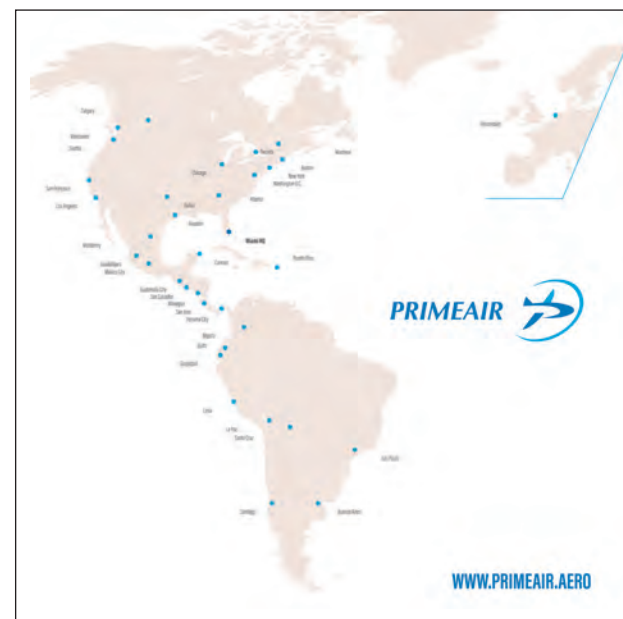 Calgary
Vancouver
Seattle
Amsterdam
Toronto
Montreal
Boston
New York
Washington D.C.
Chicago
San Francisco
Los Angeles
Dallas
Atlanta
Houston
Monterrey
Miami HQ
Guadalajara
Mexico City
Cancun
Puerto Rico
Guatemala City
San Salvador
Managua
San Jose
Panama City
PRIMEAIR
Bogota
Quito
Guayaquil
Lima
La Paz
Santa Cruz
Sao Paulo
Santiago
Buenos Aires
WWW.PRIMEAIR.AERO